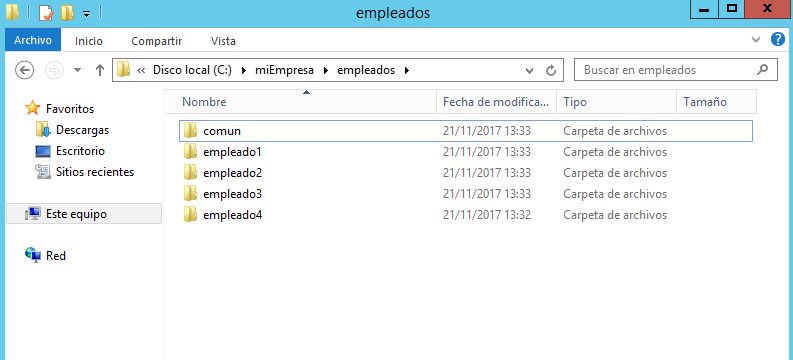 empleados
Archivo Inicio Compartir Vista
« Disco local (C:) miEmpresa empleados Buscar en empleados
Nombre Fecha de modifica... Tipo Tamaño
Favoritos
Descargas
Escritorio
Sitios recientes
Este equipo
Red
comun 21/11/2017 13:33 Carpeta de archivos
empleado1 21/11/2017 13:33 Carpeta de archivos
empleado2 21/11/2017 13:33 Carpeta de archivos
empleado3 21/11/2017 13:33 Carpeta de archivos
empleado4 21/11/2017 13:32 Carpeta de archivos